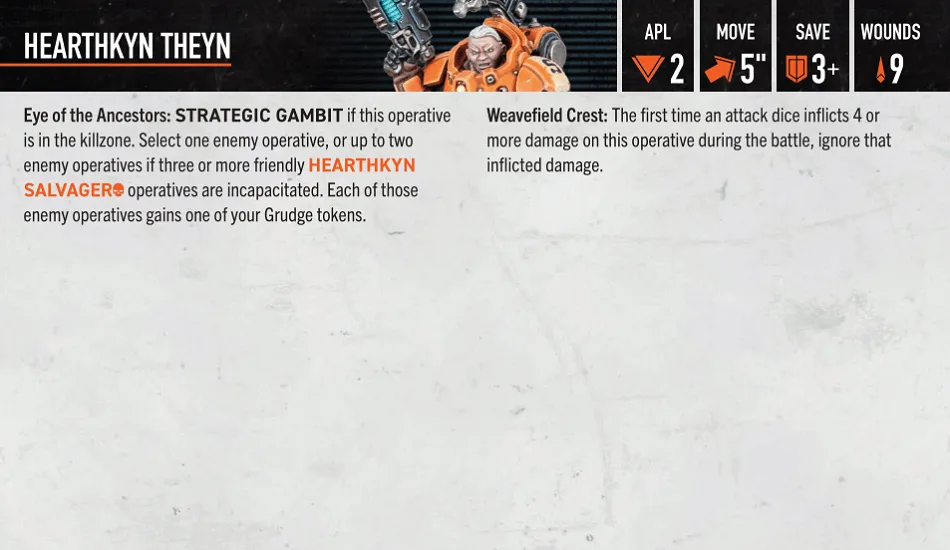 HEARTHKYN THEYN
APL
2
MOVE
5"
SAVE
3+
WOUNDS
9
Eye of the Ancestors: STRATEGIC GAMBIT if this operative
is in the killzone. Select one enemy operative, or up to two
enemy operatives if three or more friendly HEARTHKYN
SALVAGER operatives are incapacitated. Each of those
enemy operatives gains one of your Grudge tokens.
Weavefield Crest: The first time an attack dice inflicts 4 or
more damage on this operative during the battle, ignore that
inflicted damage.